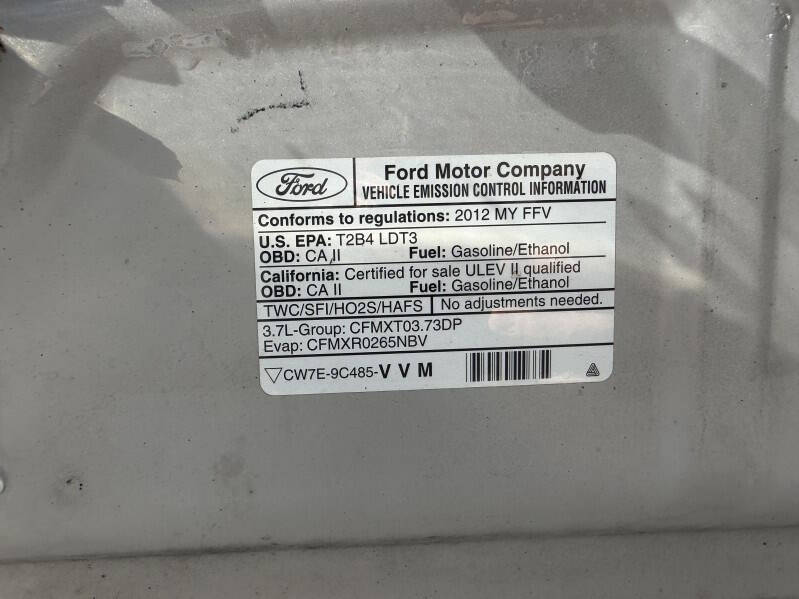 Ford
Ford Motor Company
VEHICLE EMISSION CONTROL INFORMATION
Conforms to regulations: 2012 MY FFV
U.S. EPA: T2B4 LDT3
OBD: CA II Fuel: Gasoline/Ethanol
California: Certified for sale ULEV II qualified
OBD: CA II Fuel: Gasoline/Ethanol
TWC/SFI/HO2S/HAFS No adjustments needed.
3.7L-Group: CFMXT03.73DP
Evap: CFMXR0265NBV
CW7E-9C485-V V M